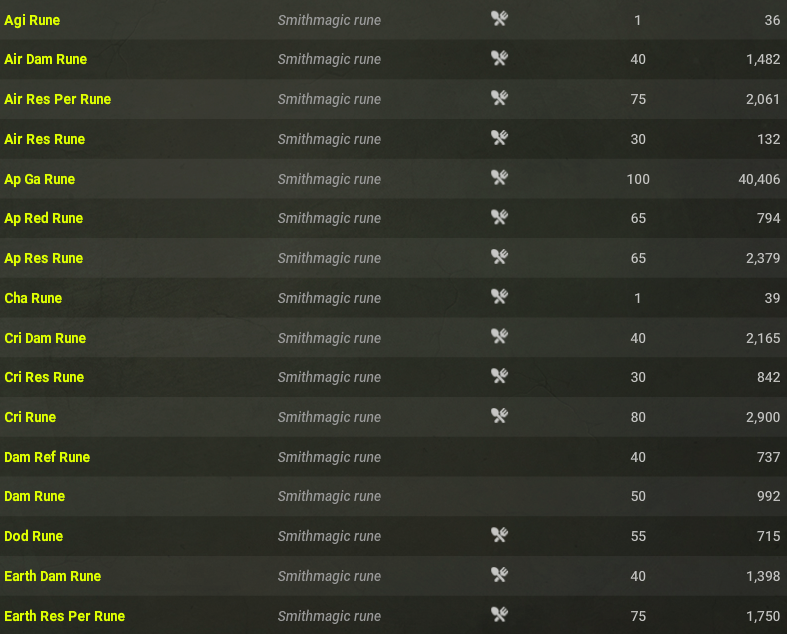 Agi Rune Smithmagic rune 1 36
Air Dam Rune Smithmagic rune 40 1,482
Air Res Per Rune Smithmagic rune 75 2,061
Air Res Rune Smithmagic rune 30 132
Ap Ga Rune Smithmagic rune 100 40,406
Ap Red Rune Smithmagic rune 65 794
Ap Res Rune Smithmagic rune 65 2,379
Cha Rune Smithmagic rune 1 39
Cri Dam Rune Smithmagic rune 40 2,165
Cri Res Rune Smithmagic rune 30 842
Cri Rune Smithmagic rune 80 2,900
Dam Ref Rune Smithmagic rune 40 737
Dam Rune Smithmagic rune 50 992
Dod Rune Smithmagic rune 55 715
Earth Dam Rune Smithmagic rune 40 1,398
Earth Res Per Rune Smithmagic rune 75 1,750